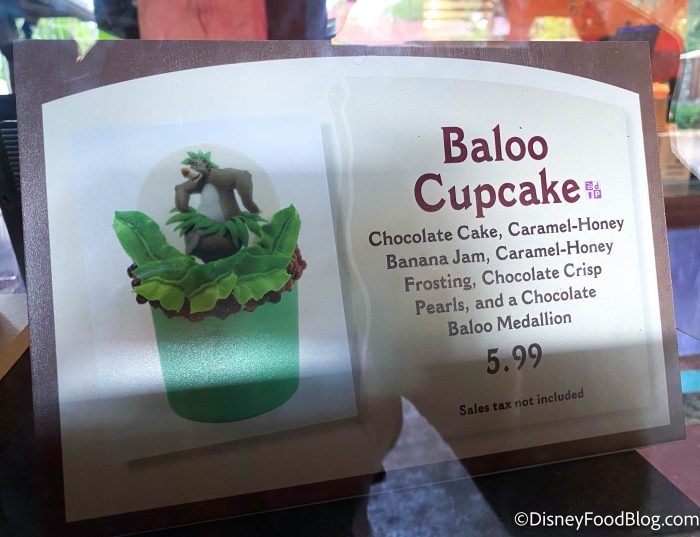 Baloo
Cupcake
Chocolate Cake, Caramel-Honey
Banana Jam, Caramel-Honey
Frosting, Chocolate Crisp
Pearls, and a Chocolate
Baloo Medallion
5.99
Sales tax not included
©DisneyFoodBlog.com